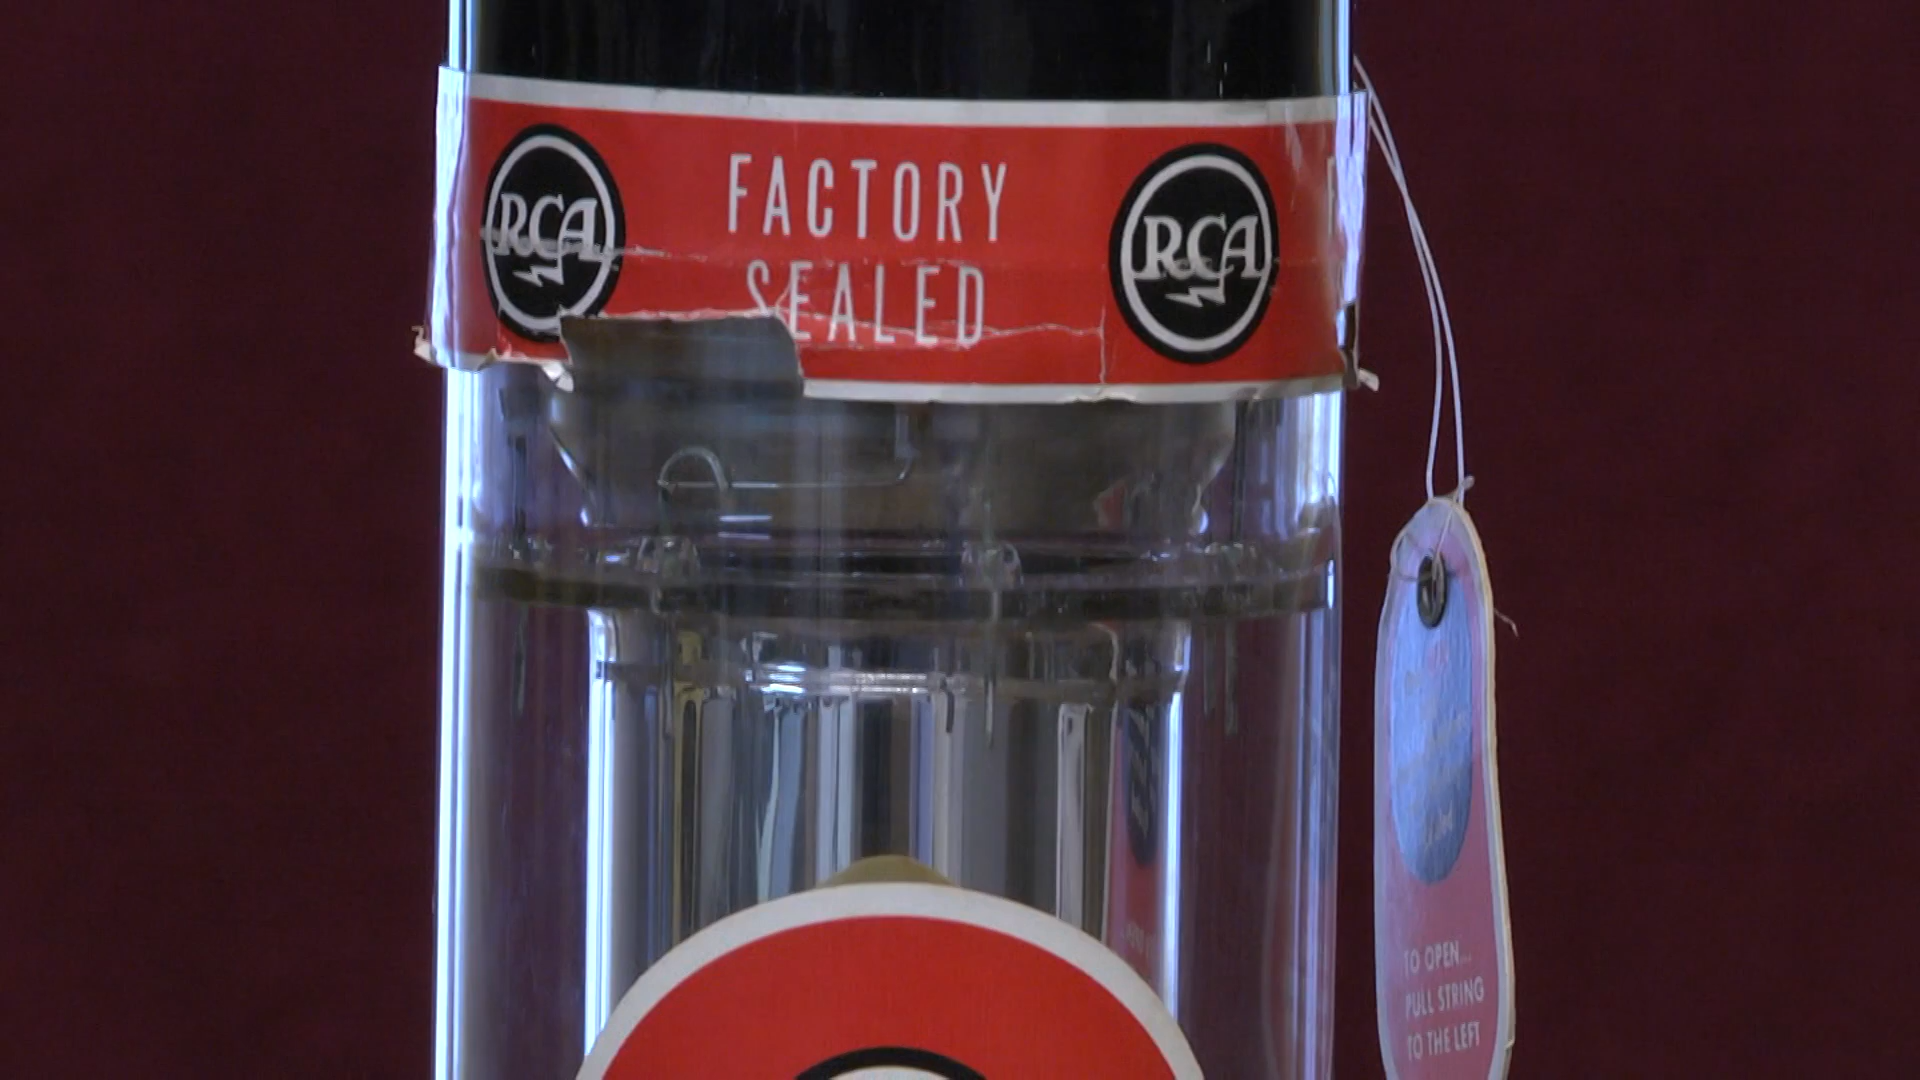 RCA
FACTORY
SEALED
RCA
TO OPEN...
PULL STRING
TO THE LEFT